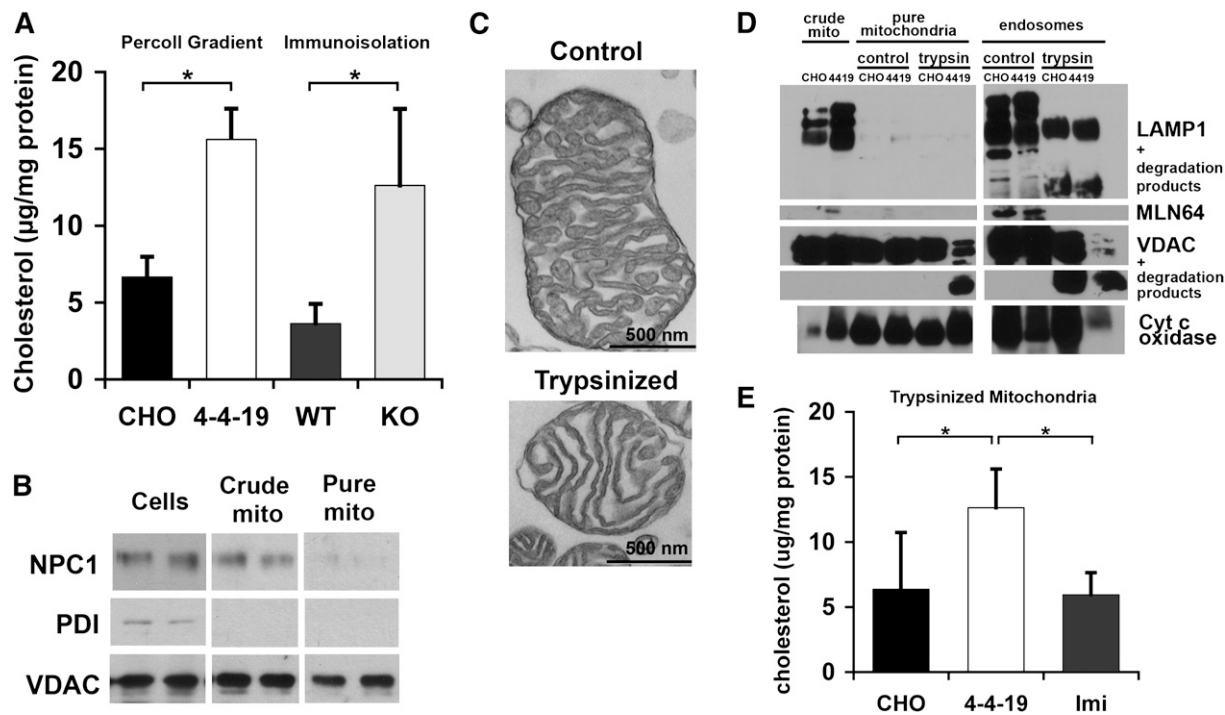 A
Percoll Gradient Immunoisolation
* *
Cholesterol (µg/mg protein)
20
15
10
5
0
CHO 4-4-19 WT KO
B
Cells Crude mito Pure mito
NPC1
PDI
VDAC
C
Control
500 nm
Trypsinized
500 nm
D
crude mito pure mitochondria endosomes
control trypsin control trypsin
CHO 4419 CHO 4419 CHO 4419 CHO 4419 CHO 4419
LAMP1
+
degradation
products
MLN64
VDAC
+
degradation
products
Cyt c
oxidase
E
Trypsinized Mitochondria
* *
cholesterol (ug/mg protein)
20
15
10
5
0
CHO 4-4-19 Imi